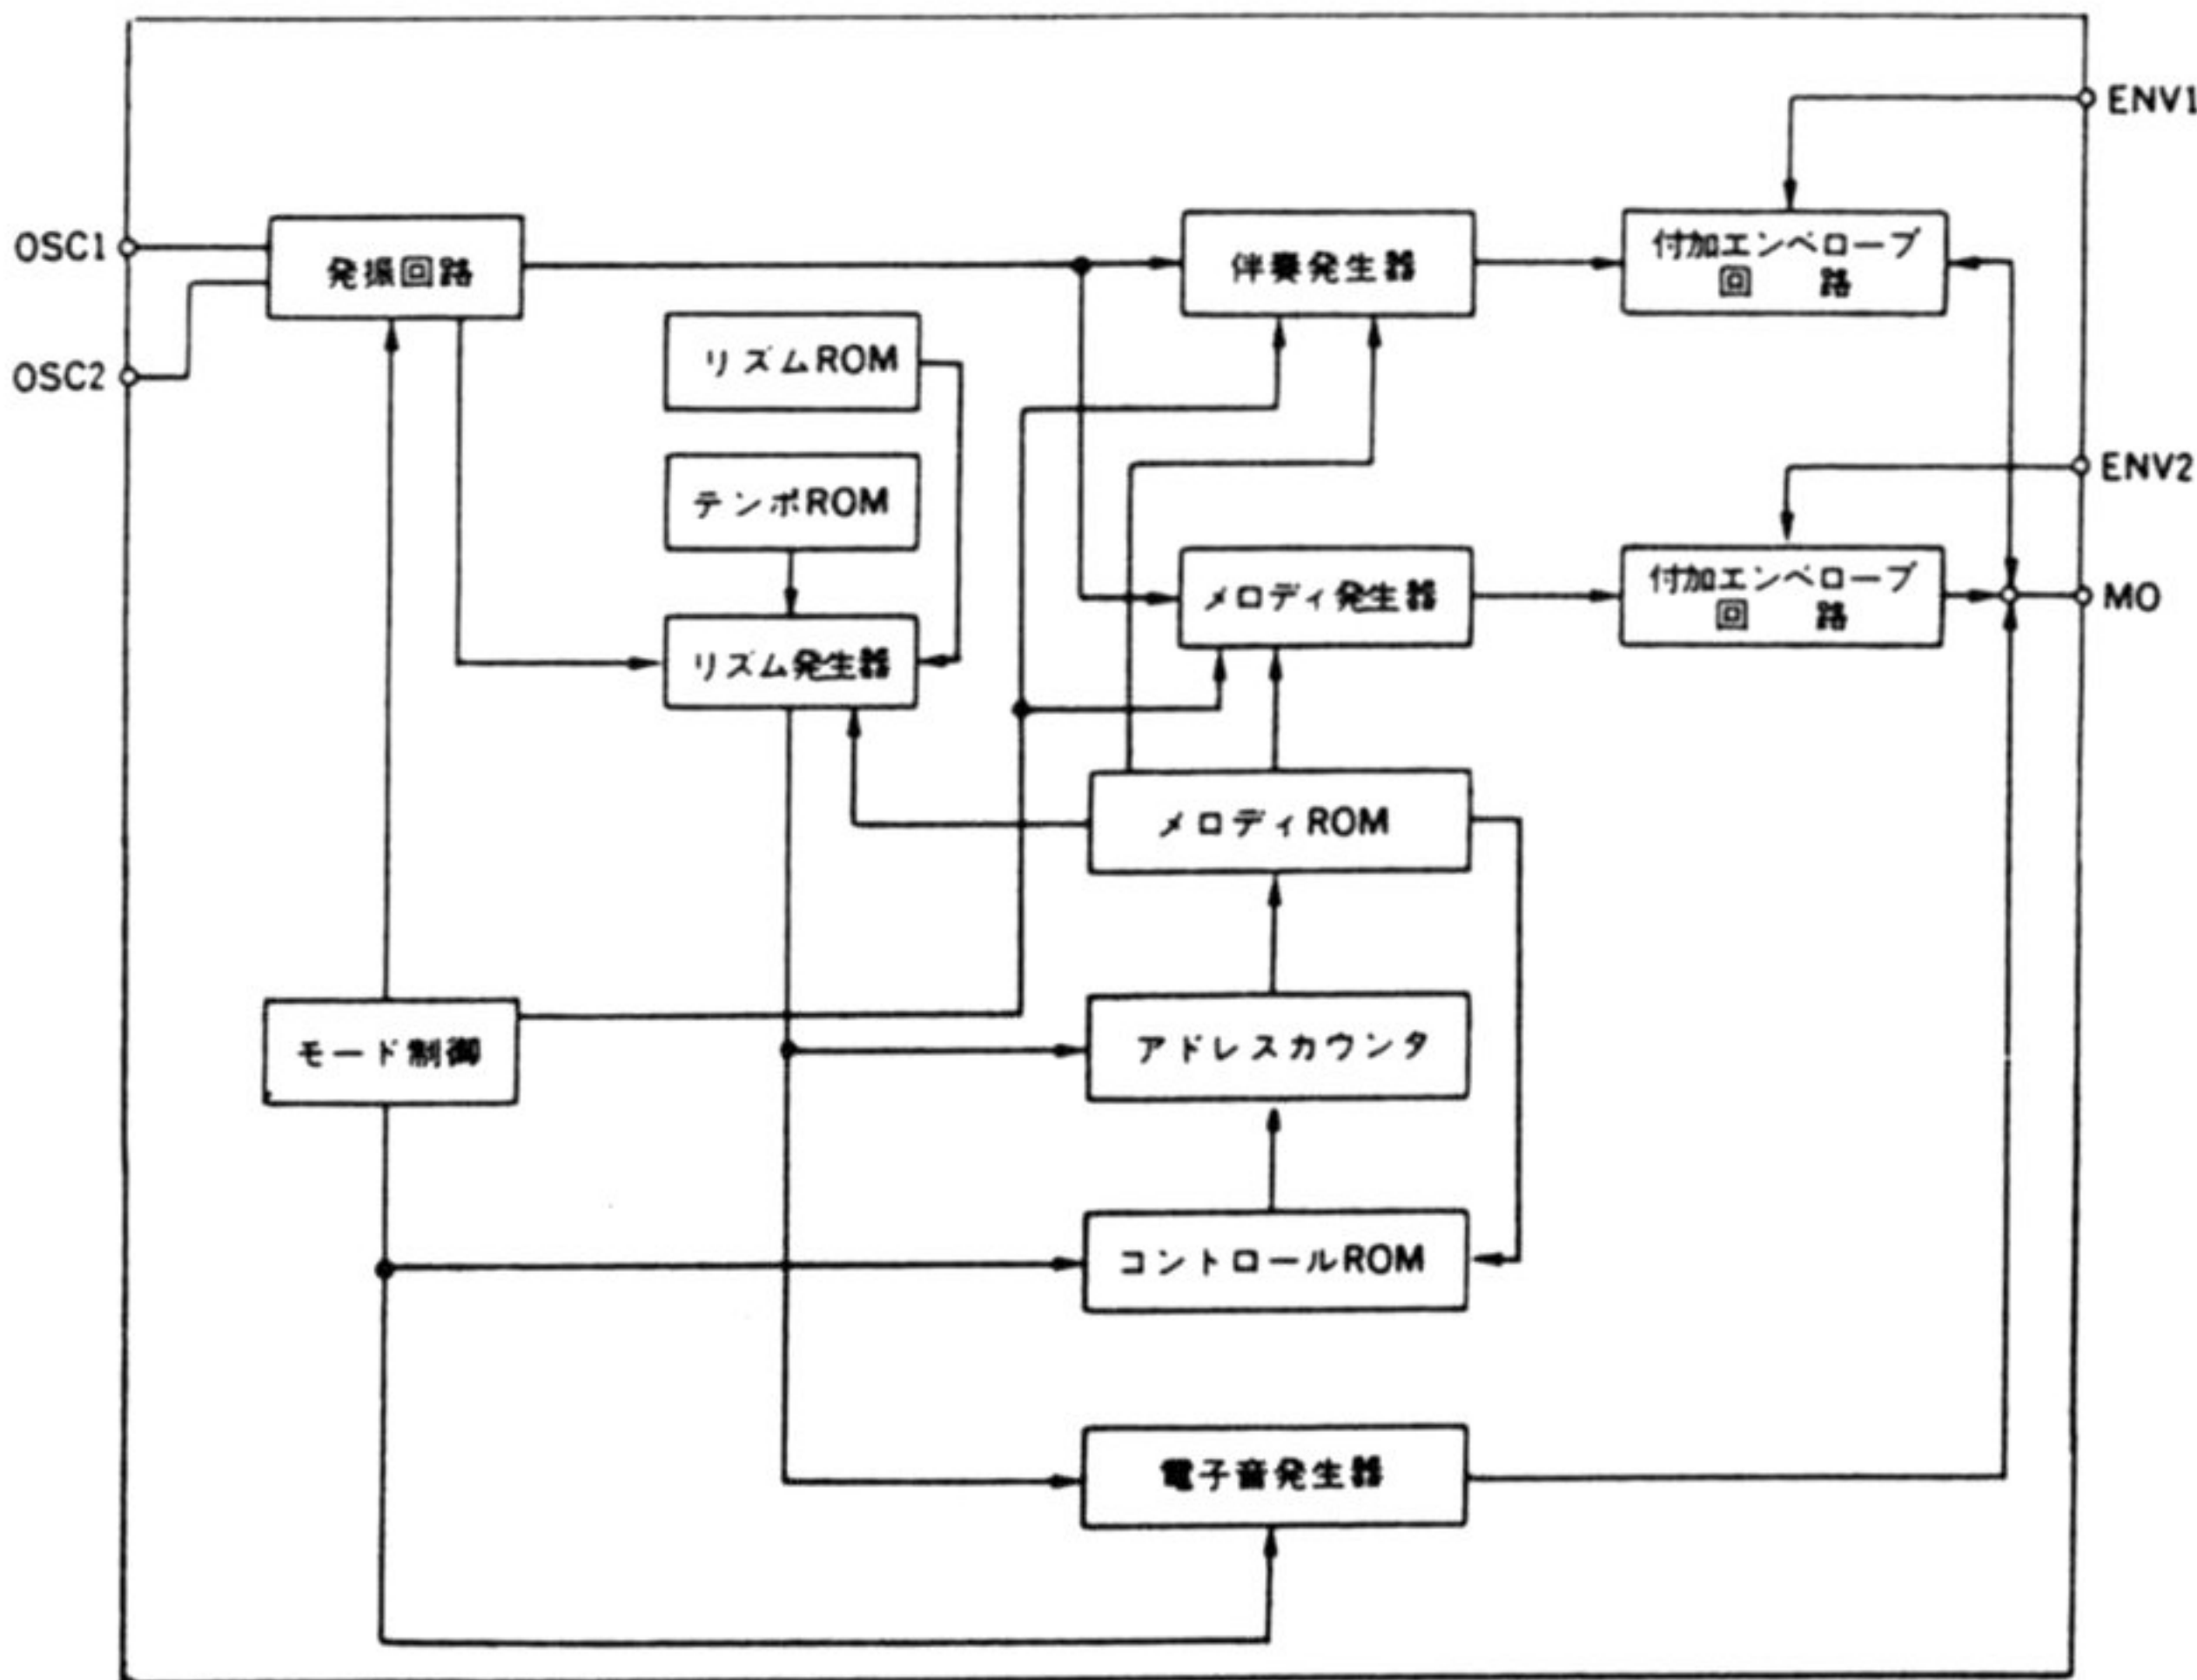 ENV1
OSC1
発振回路
伴奏発生器
付加エンベロープ
回　　路
リズムROM
OSC2
ENV2
テンポROM
メロディ発生器
付加エンベロープ
回　　路
MO
リズム発生器
メロディROM
モード制御
アドレスカウンタ
コントロールROM
電子音発生器